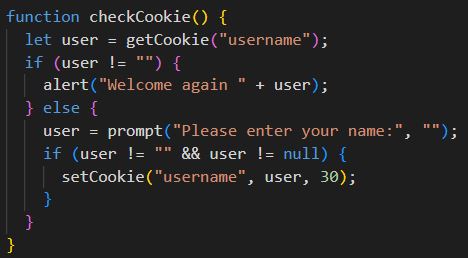 function checkCookie() {
  let user = getCookie("username");
  if (user != "") {
    alert("Welcome again " + user);
  } else {
    user = prompt("Please enter your name:", "");
    if (user != "" && user != null) {
      setCookie("username", user, 30);
    }
  }
}